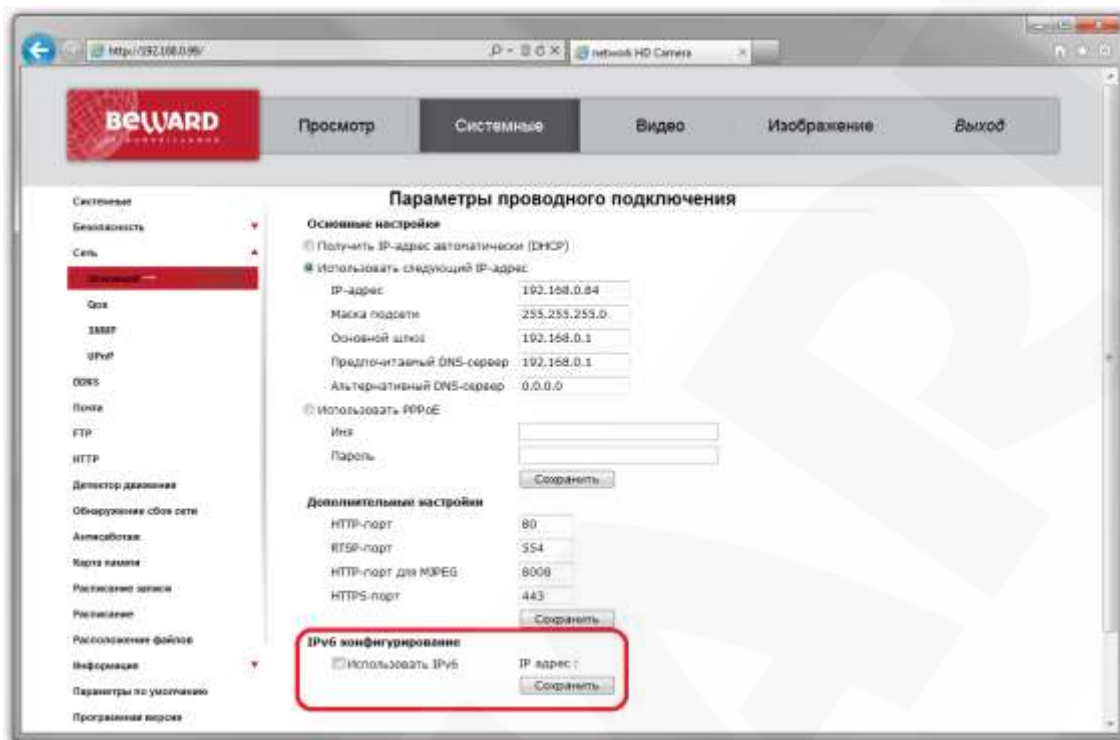 http://192.168.0.99/
network HD Camera
BEWARD
Просмотр
Системные
Видео
Изображение
Выход
Параметры проводного подключения
Системные
Безопасность
Сеть
Основной
QoS
SNMP
UPnP
DDNS
Почта
FTP
HTTP
Детектор движения
Обнаружение сбоя сети
Антисаботаж
Карта памяти
Расписание записи
Расписание
Расположение файлов
Информация
Параметры по умолчанию
Программная версия
Основные настройки
Получить IP-адрес автоматически (DHCP)
Использовать следующий IP-адрес
IP-адрес 192.168.0.84
Маска подсети 255.255.255.0
Основной шлюз 192.168.0.1
Предпочитаемый DNS-сервер 192.168.0.1
Альтернативный DNS-сервер 0.0.0.0
Использовать PPPoE
Имя
Пароль
Сохранить
Дополнительные настройки
HTTP-порт 80
RTSP-порт 554
HTTP-порт для MJPEG 8008
HTTPS-порт 443
Сохранить
IPv6 конфигурирование
Использовать IPv6 IP адрес :
Сохранить